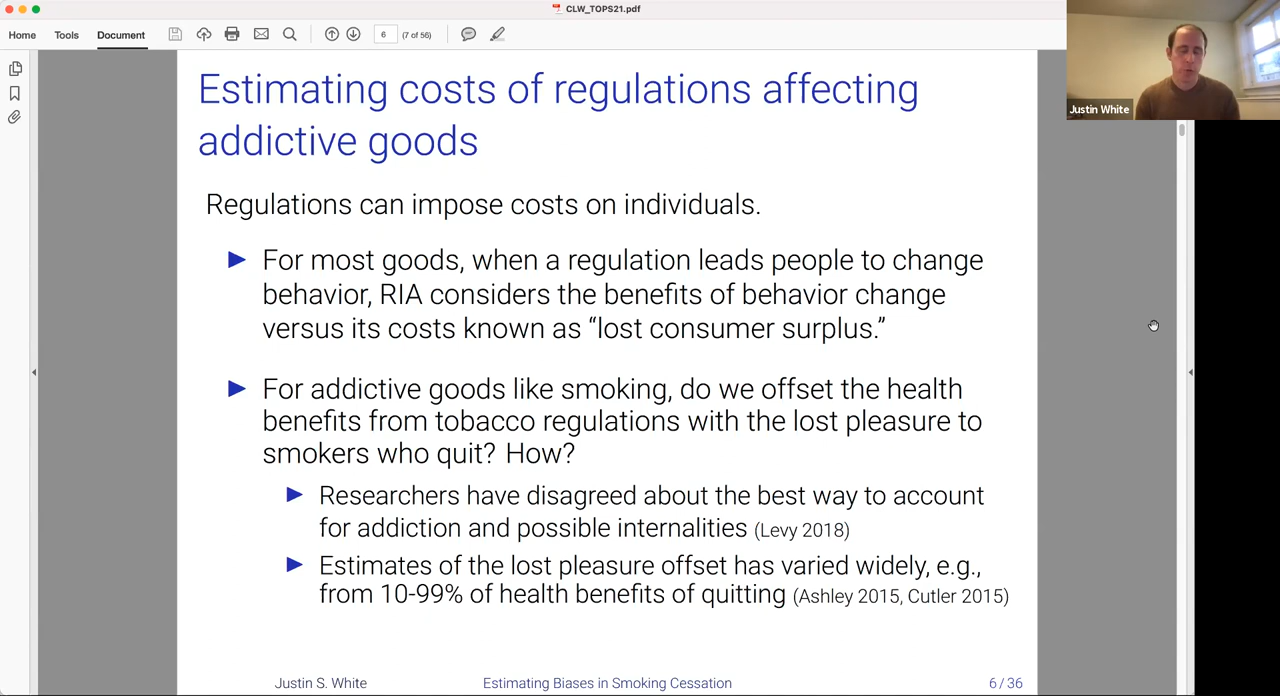 CLW_TOPS21.pdf
Home Tools Document 6 (7 of 56)
Justin White
Estimating costs of regulations affecting
addictive goods
Regulations can impose costs on individuals.
For most goods, when a regulation leads people to change
behavior, RIA considers the benefits of behavior change
versus its costs known as “lost consumer surplus.”
For addictive goods like smoking, do we offset the health
benefits from tobacco regulations with the lost pleasure to
smokers who quit? How?
Researchers have disagreed about the best way to account
for addiction and possible internalities (Levy 2018)
Estimates of the lost pleasure offset has varied widely, e.g.,
from 10-99% of health benefits of quitting (Ashley 2015, Cutler 2015)
Justin S. White Estimating Biases in Smoking Cessation 6 / 36